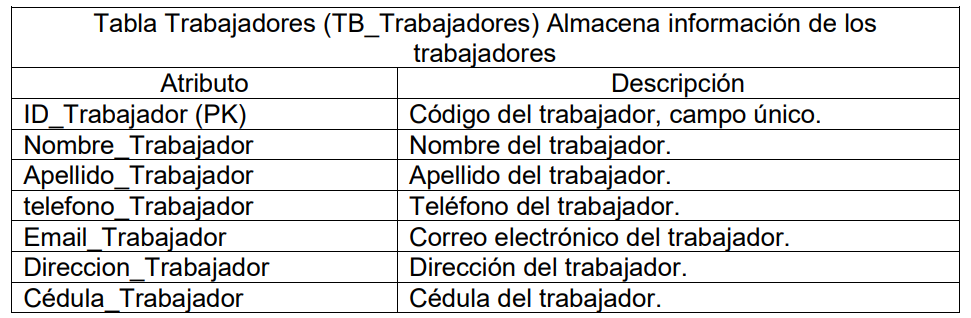 Tabla Trabajadores (TB_Trabajadores) Almacena información de los
trabajadores
Atributo Descripción
ID_Trabajador (PK) Código del trabajador, campo único.
Nombre_Trabajador Nombre del trabajador.
Apellido_Trabajador Apellido del trabajador.
telefono_Trabajador Teléfono del trabajador.
Email_Trabajador Correo electrónico del trabajador.
Direccion_Trabajador Dirección del trabajador.
Cédula_Trabajador Cédula del trabajador.